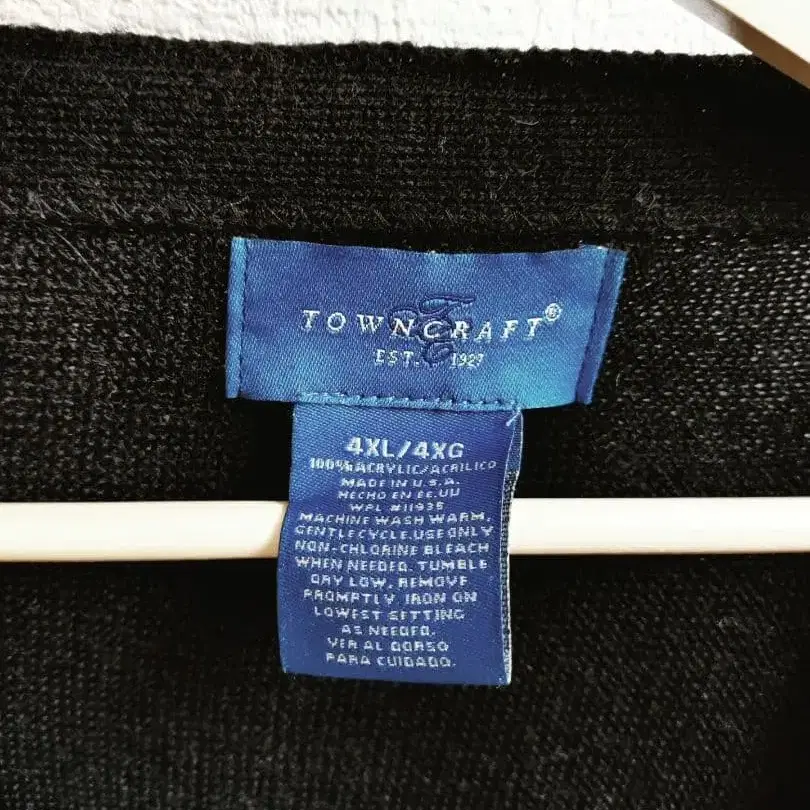 TOWNCRAFT®
EST. 1927
4XL/4XG
100% ACRYLIC/ACRILICO
MADE IN U.S.A.
HECHO EN EE.UU
WPL #11935
MACHINE WASH WARM,
GENTLE CYCLE.USE ONLY
NON-CHLORINE BLEACH
WHEN NEEDED. TUMBLE
DRY LOW, REMOVE
PROMPTLY. IRON ON
LOWEST SETTING
AS NEEDED.
VER AL DORSO
PARA CUIDADO.